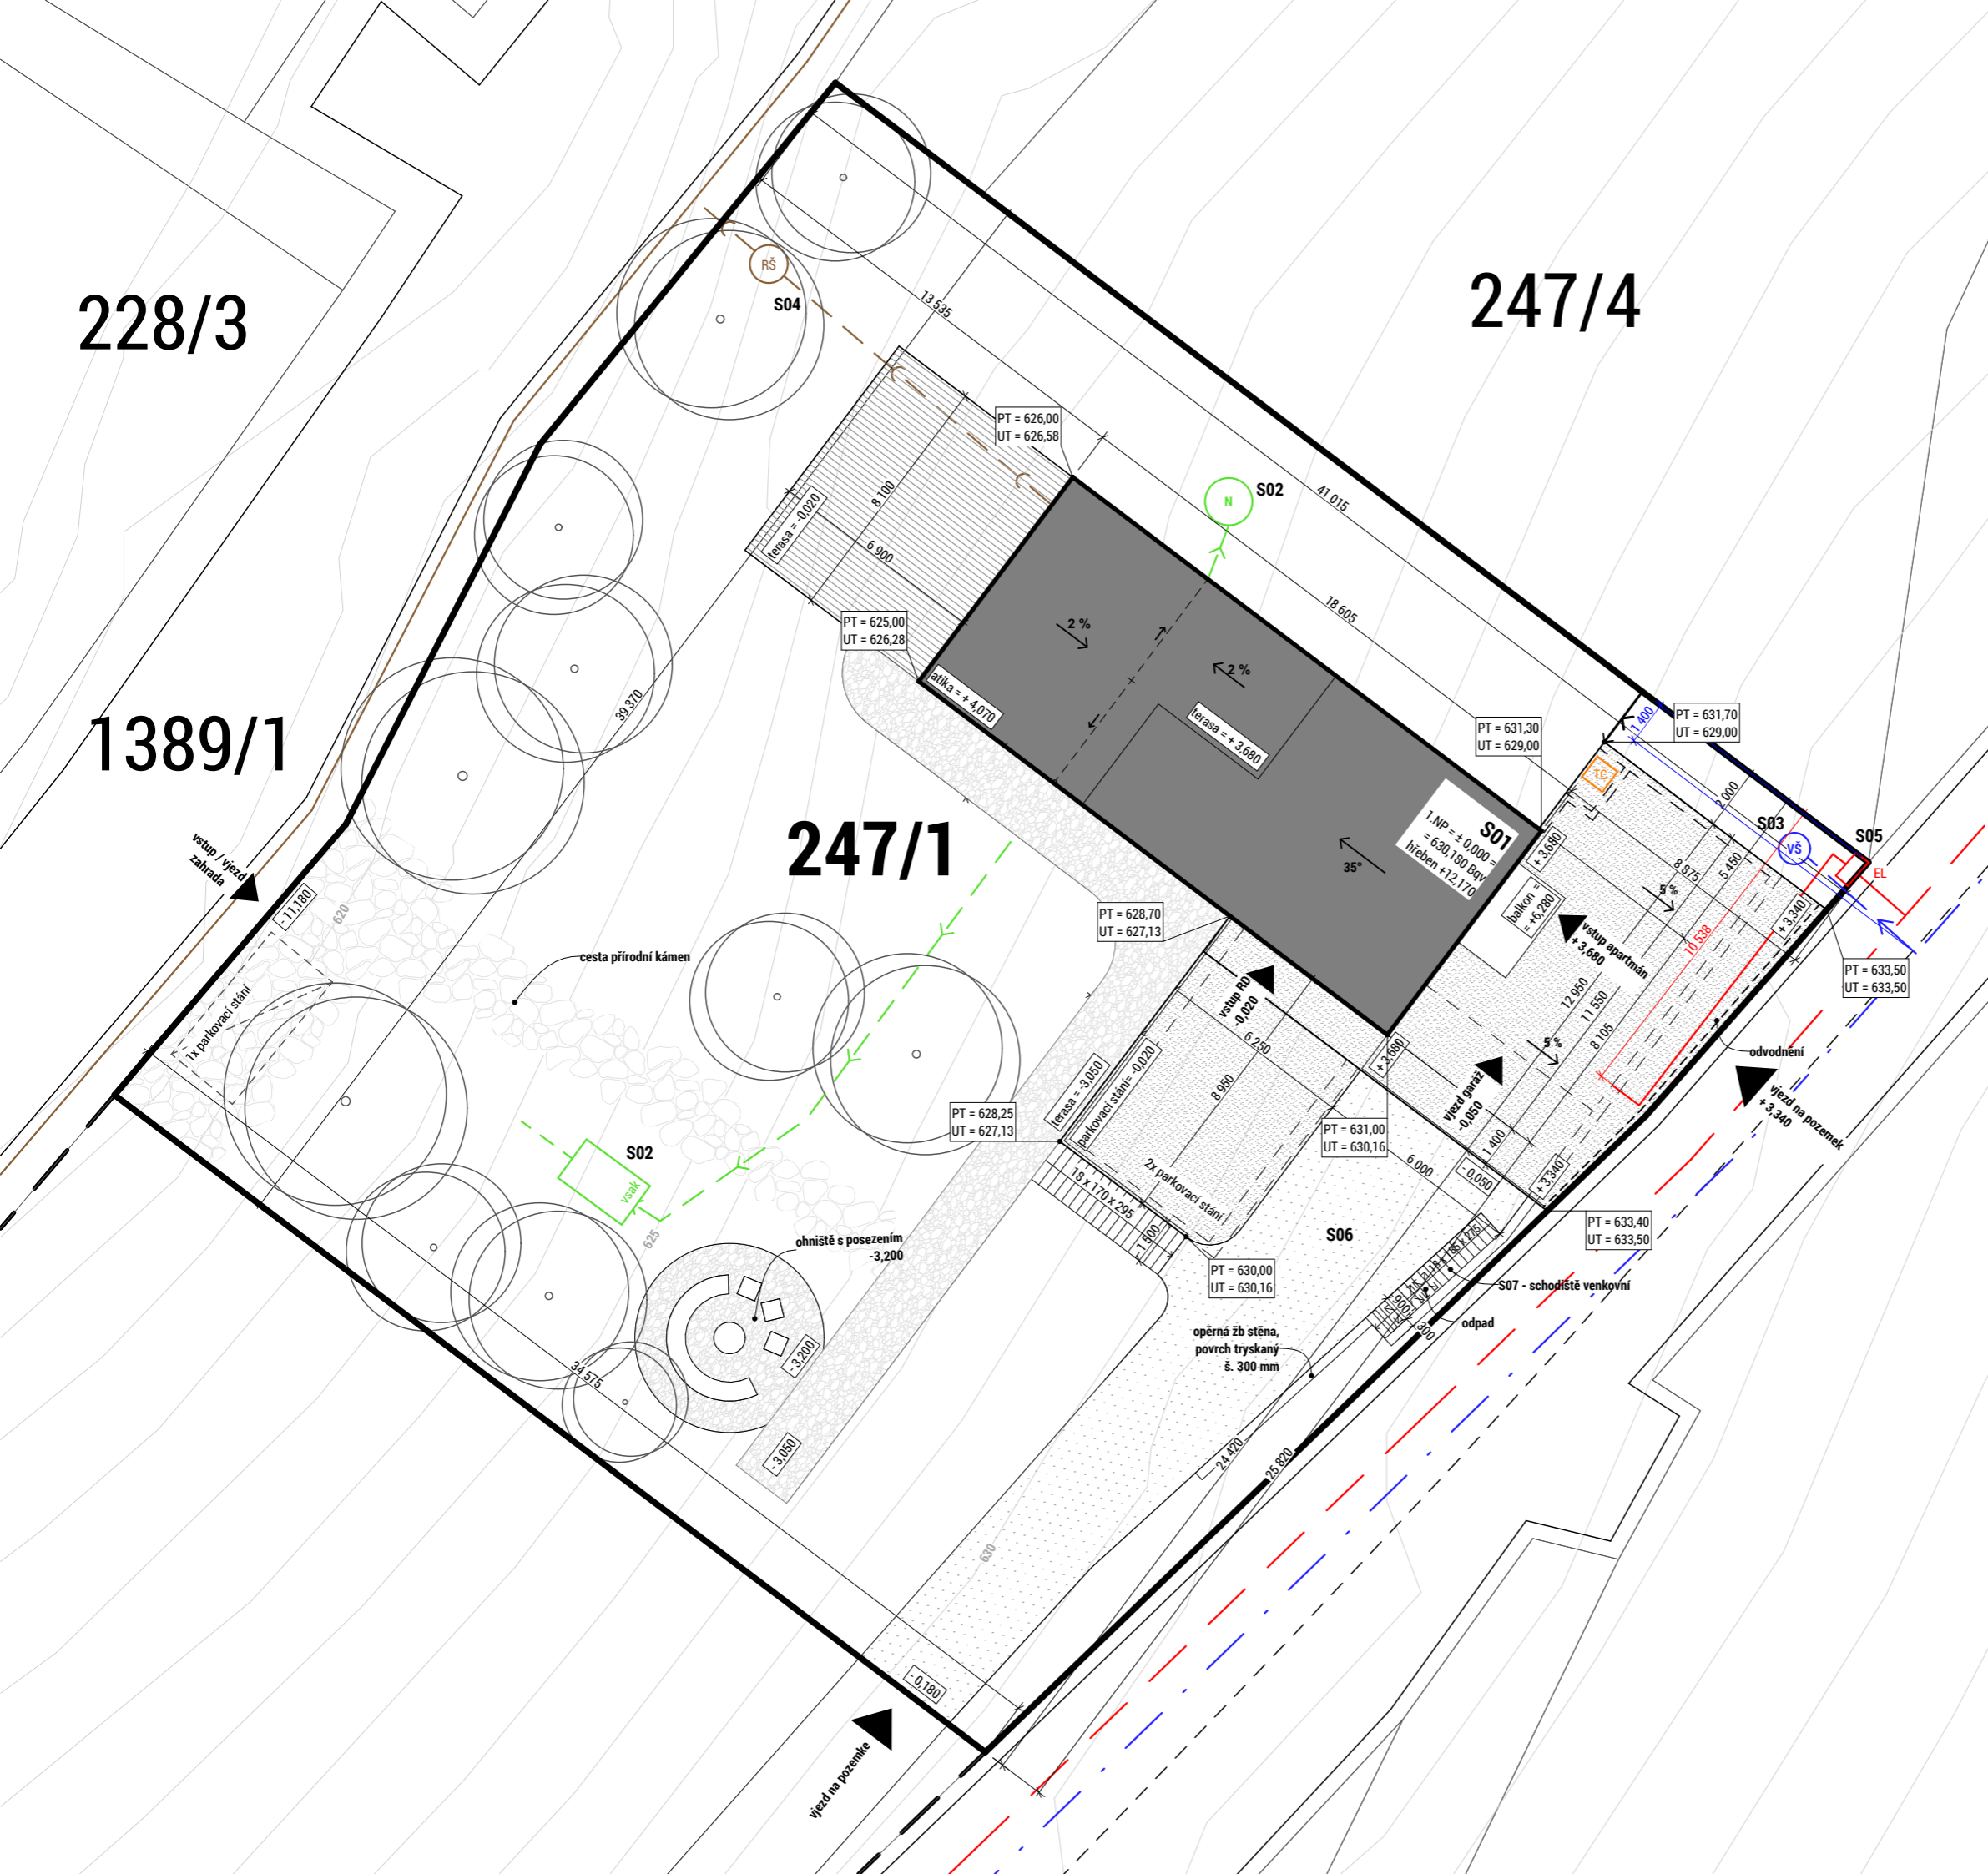 228/3
247/4
1389/1
247/1
RŠ
S04
13 535
PT = 626,00
UT = 626,58
41 015
N
S02
8 100
terasa = -0,020
6 900
18 605
PT = 625,00
UT = 626,28
2 %
2 %
atika = + 4,070
terasa = + 3,680
39 370
1 400
PT = 631,70
UT = 629,00
PT = 631,30
UT = 629,00
TČ
2 000
S03
VŠ
S05
EL
S01
1.NP = ± 0,000 =
= 630,180 Bqv
hřeben +12,170
35°
+ 3,680
8 875
5 450
5 %
balkon =
= +6,280
vstup apartmán
+ 3,680
+ 3,340
10 538
PT = 633,50
UT = 633,50
vstup / vjezd
zahrada
- 11,180
620
1x parkovací stání
cesta přírodní kámen
PT = 628,70
UT = 627,13
vstup RD
-0,020
6 250
12 950
11 550
8 105
5 %
odvodnění
+ 3,680
vjezd garáž
-0,050
vjezd na pozemek
+ 3,340
terasa = -3,050
parkovací stání= -0,020
8 950
PT = 628,25
UT = 627,13
PT = 631,00
UT = 630,16
1 400
6 000
- 0,050
+ 3,340
S02
vsak
625
18 x 170 x 295
2x parkovací stání
1 500
S06
PT = 633,40
UT = 633,50
ohniště s posezením
-3,200
PT = 630,00
UT = 630,16
S07 - schodiště venkovní
900
300
odpad
opěrná žb stěna,
povrch tryskaný
š. 300 mm
- 3,200
34 575
- 3,050
24 420
25 820
630
- 0,180
vjezd na pozemke